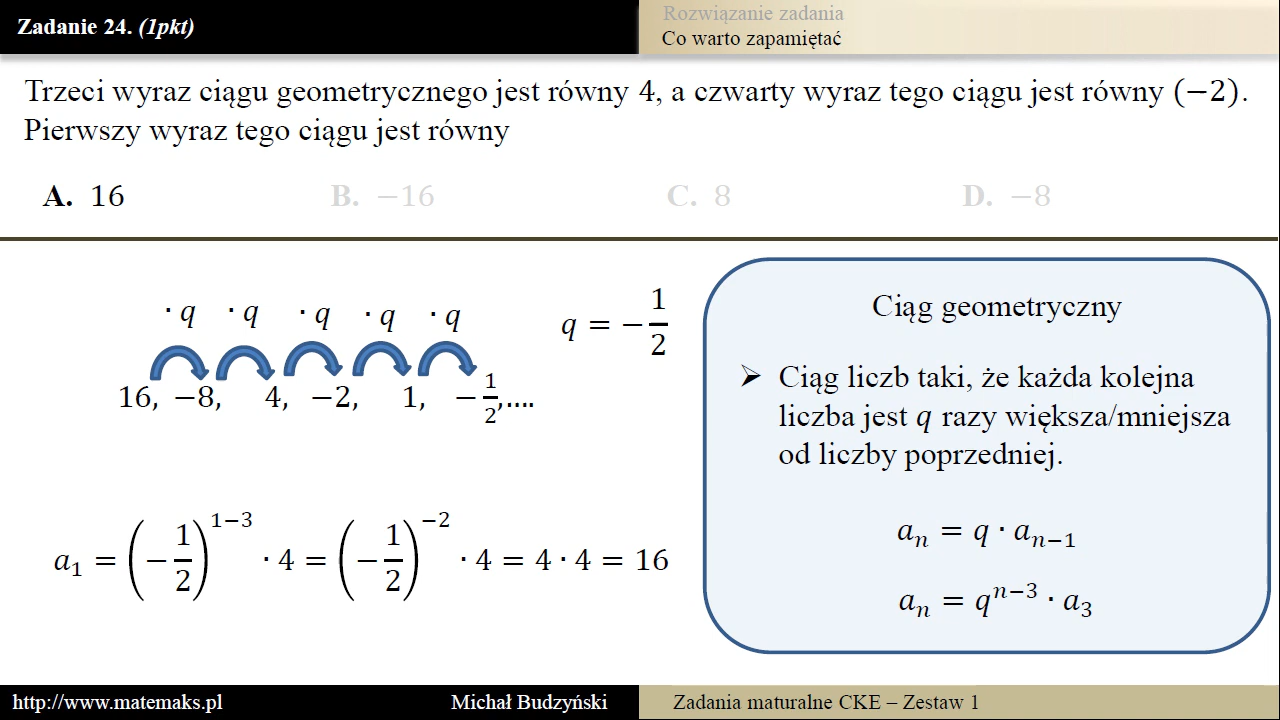 Zadanie 24. (1pkt)
Rozwiązanie zadania
Co warto zapamiętać
Trzeci wyraz ciągu geometrycznego jest równy 4, a czwarty wyraz tego ciągu jest równy (−2).
Pierwszy wyraz tego ciągu jest równy
A. 16 B. −16 C. 8 D. −8
· q · q · q · q · q
q = −1/2
16, −8, 4, −2, 1, −1/2,....
a₁ = (−1/2)¹⁻³ · 4 = (−1/2)⁻² · 4 = 4 · 4 = 16
Ciąg geometryczny
➢ Ciąg liczb taki, że każda kolejna
liczba jest q razy większa/mniejsza
od liczby poprzedniej.
aₙ = q · aₙ₋₁
aₙ = qⁿ⁻³ · a₃
http://www.matemaks.pl Michał Budzyński Zadania maturalne CKE – Zestaw 1